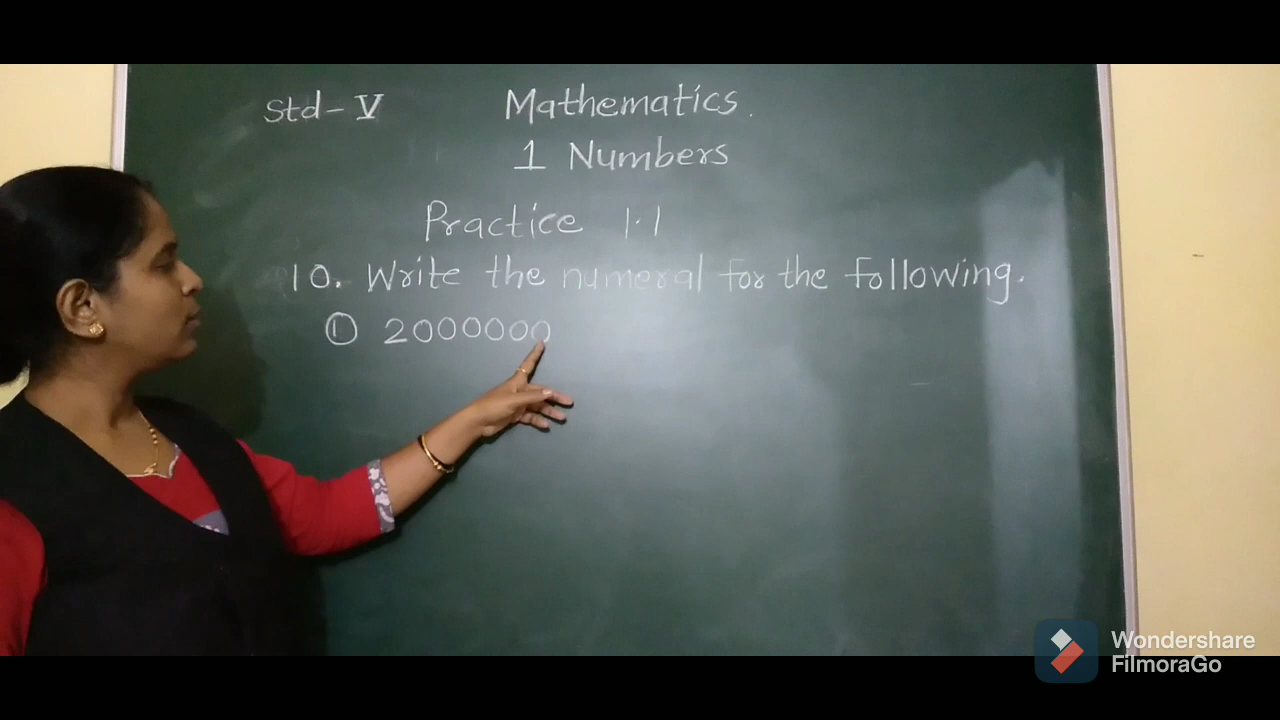 Std - V Mathematics.
1 Numbers
Practice 1.1
10. Write the numeral for the following.
① 2000000
Wondershare
FilmoraGo